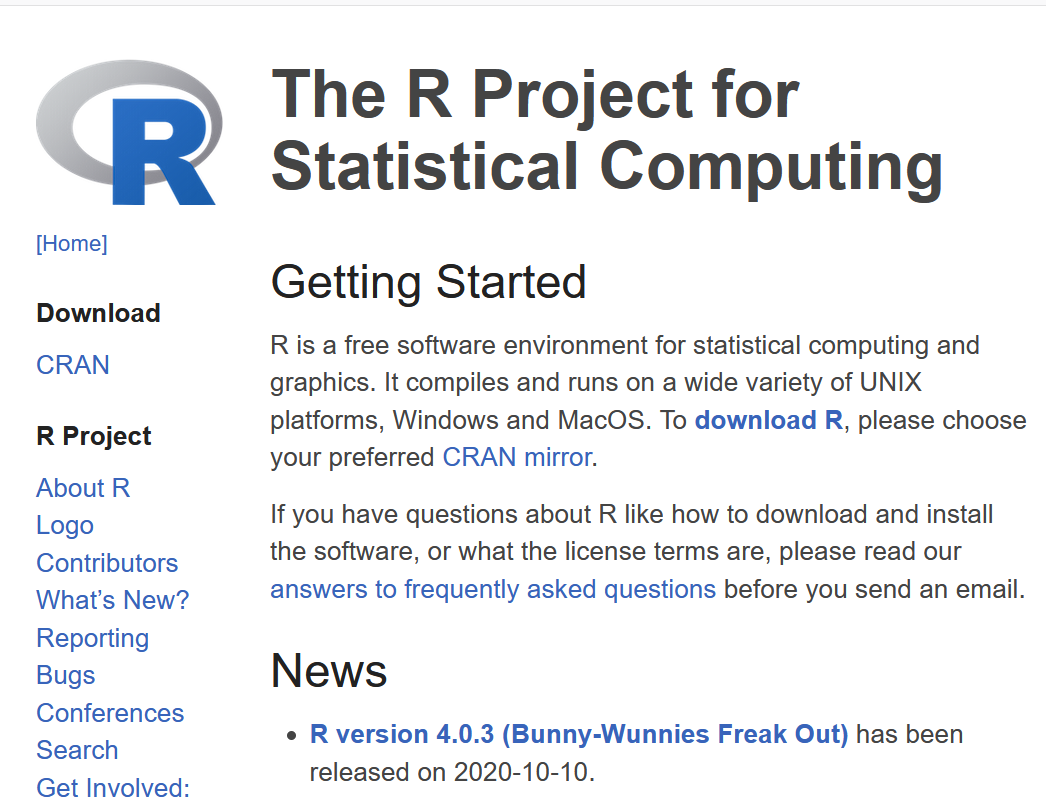 R
The R Project for
Statistical Computing
[Home]
Download
CRAN
R Project
About R
Logo
Contributors
What’s New?
Reporting
Bugs
Conferences
Search
Get Involved:
Getting Started
R is a free software environment for statistical computing and
graphics. It compiles and runs on a wide variety of UNIX
platforms, Windows and MacOS. To download R, please choose
your preferred CRAN mirror.
If you have questions about R like how to download and install
the software, or what the license terms are, please read our
answers to frequently asked questions before you send an email.
News
• R version 4.0.3 (Bunny-Wunnies Freak Out) has been
released on 2020-10-10.